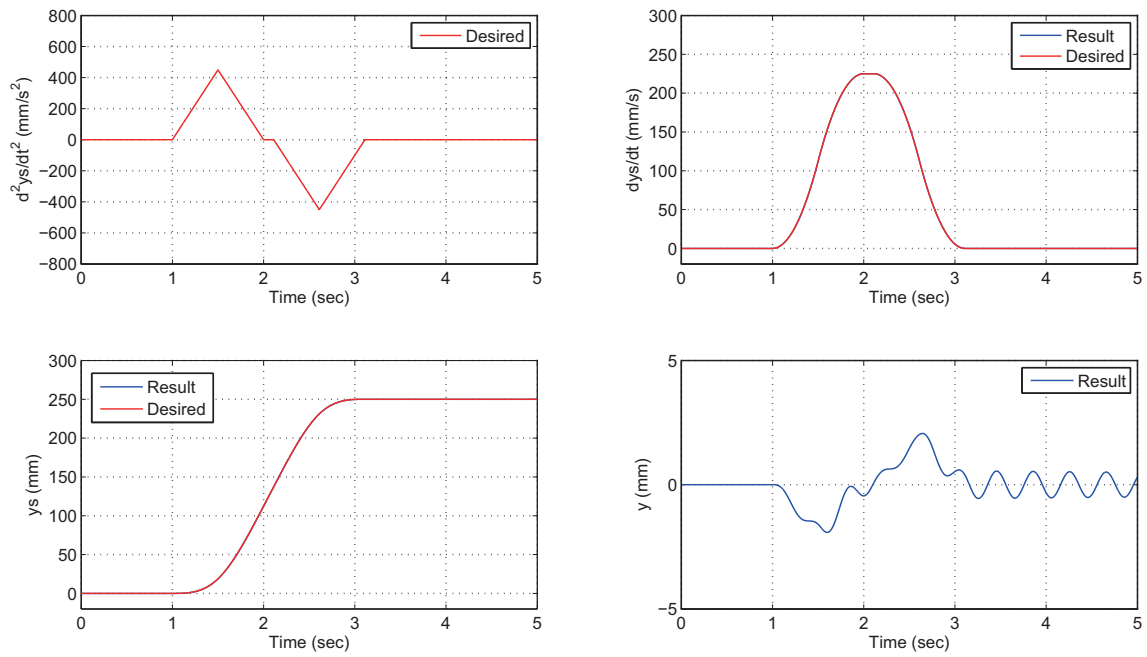 800
600
400
200
0
−200
−400
−600
−800
0 1 2 3 4 5
Time (sec)
d²ys/dt² (mm/s²)
Desired
300
250
200
150
100
50
0
0 1 2 3 4 5
Time (sec)
dys/dt (mm/s)
Result
Desired
300
250
200
150
100
50
0
0 1 2 3 4 5
Time (sec)
ys (mm)
Result
Desired
5
0
−5
0 1 2 3 4 5
Time (sec)
y (mm)
Result